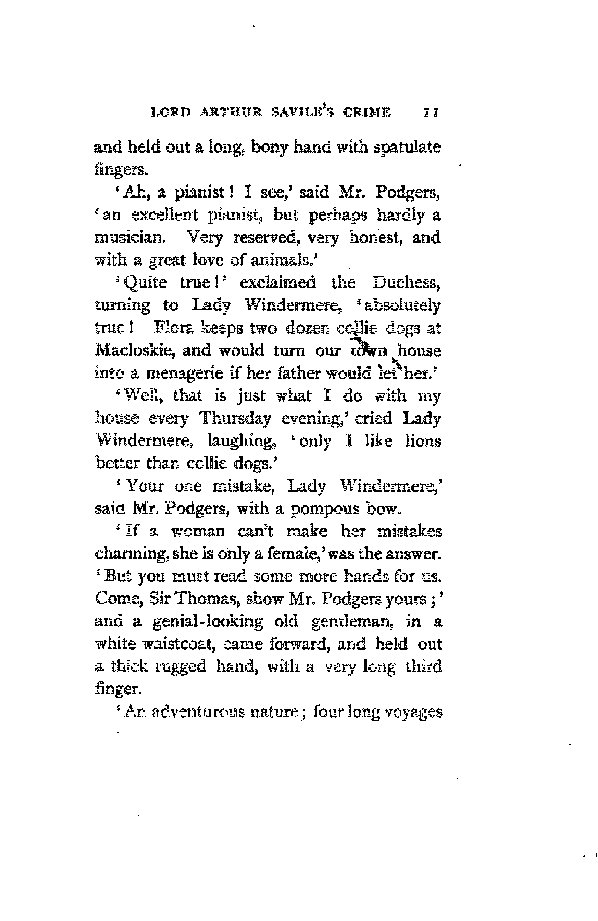 LORD ARTHUR SAVILE'S CRIME 11
and held out a long, bony hand with spatulate
fingers.
‘Ah, a pianist! I see,’ said Mr. Podgers,
‘an excellent pianist, but perhaps hardly a
musician. Very reserved, very honest, and
with a great love of animals.’
‘Quite true!’ exclaimed the Duchess,
turning to Lady Windermere, ‘absolutely
true! Flora keeps two dozen collie dogs at
Macloskie, and would turn our town house
into a menagerie if her father would let her.’
‘Well, that is just what I do with my
house every Thursday evening,’ cried Lady
Windermere, laughing, ‘only I like lions
better than collie dogs.’
‘Your one mistake, Lady Windermere,’
said Mr. Podgers, with a pompous bow.
‘If a woman can't make her mistakes
charming, she is only a female,’ was the answer.
‘But you must read some more hands for us.
Come, Sir Thomas, show Mr. Podgers yours;’
and a genial-looking old gentleman, in a
white waistcoat, came forward, and held out
a thick rugged hand, with a very long third
finger.
‘An adventurous nature; four long voyages